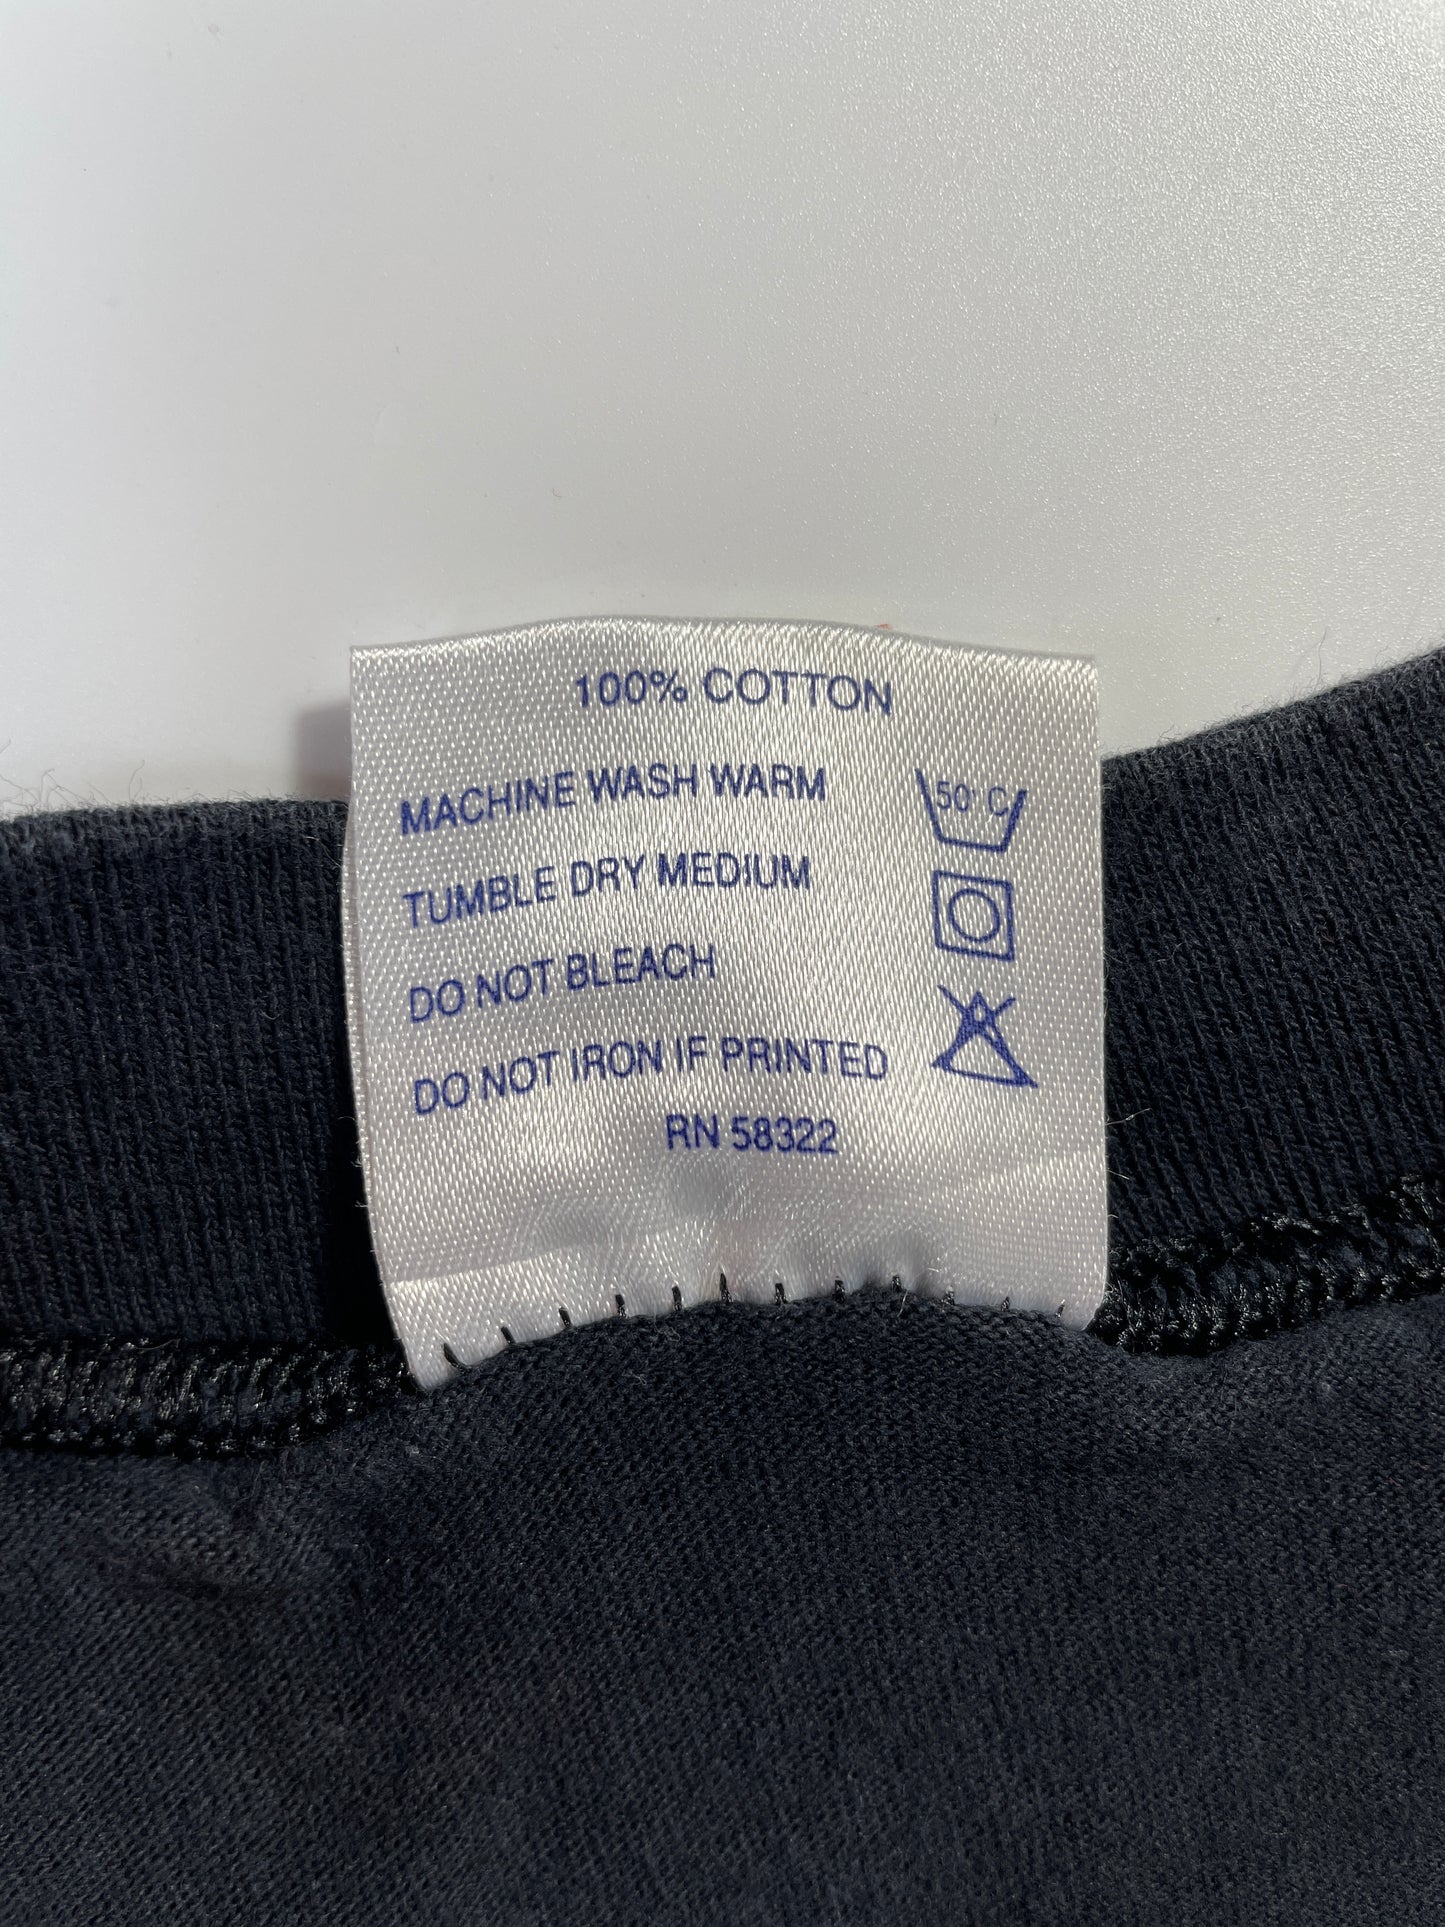 100% COTTON
MACHINE WASH WARM
50° C
TUMBLE DRY MEDIUM
DO NOT BLEACH
DO NOT IRON IF PRINTED
RN 58322